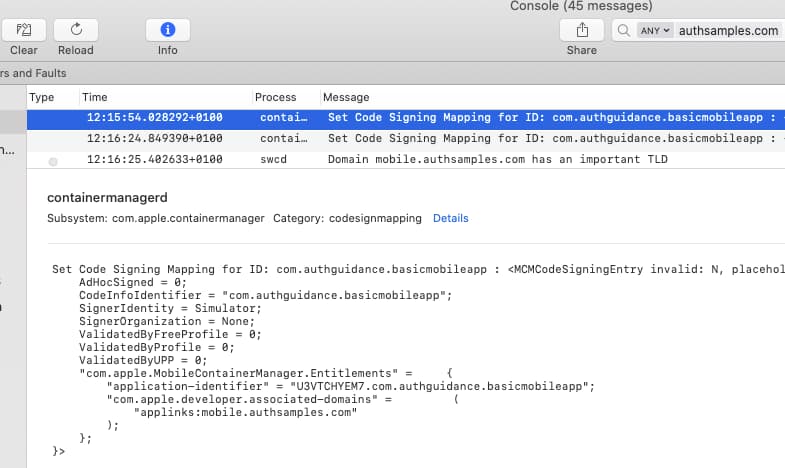 Console (45 messages)
Clear Reload Info Share ANY authsamples.com
rs and Faults
Type Time Process Message
12:15:54.028292+0100 contai… Set Code Signing Mapping for ID: com.authguidance.basicmobileapp :
12:16:24.849390+0100 contai… Set Code Signing Mapping for ID: com.authguidance.basicmobileapp :
12:16:25.402633+0100 swcd Domain mobile.authsamples.com has an important TLD
containermanagerd
Subsystem: com.apple.containermanager Category: codesignmapping Details
Set Code Signing Mapping for ID: com.authguidance.basicmobileapp : <MCMCodeSigningEntry invalid: N, placehol
AdHocSigned = 0;
CodeInfoIdentifier = "com.authguidance.basicmobileapp";
SignerIdentity = Simulator;
SignerOrganization = None;
ValidatedByFreeProfile = 0;
ValidatedByProfile = 0;
ValidatedByUPP = 0;
"com.apple.MobileContainerManager.Entitlements" = {
"application-identifier" = "U3VTCHYEM7.com.authguidance.basicmobileapp";
"com.apple.developer.associated-domains" = (
"applinks:mobile.authsamples.com"
);
};
}>